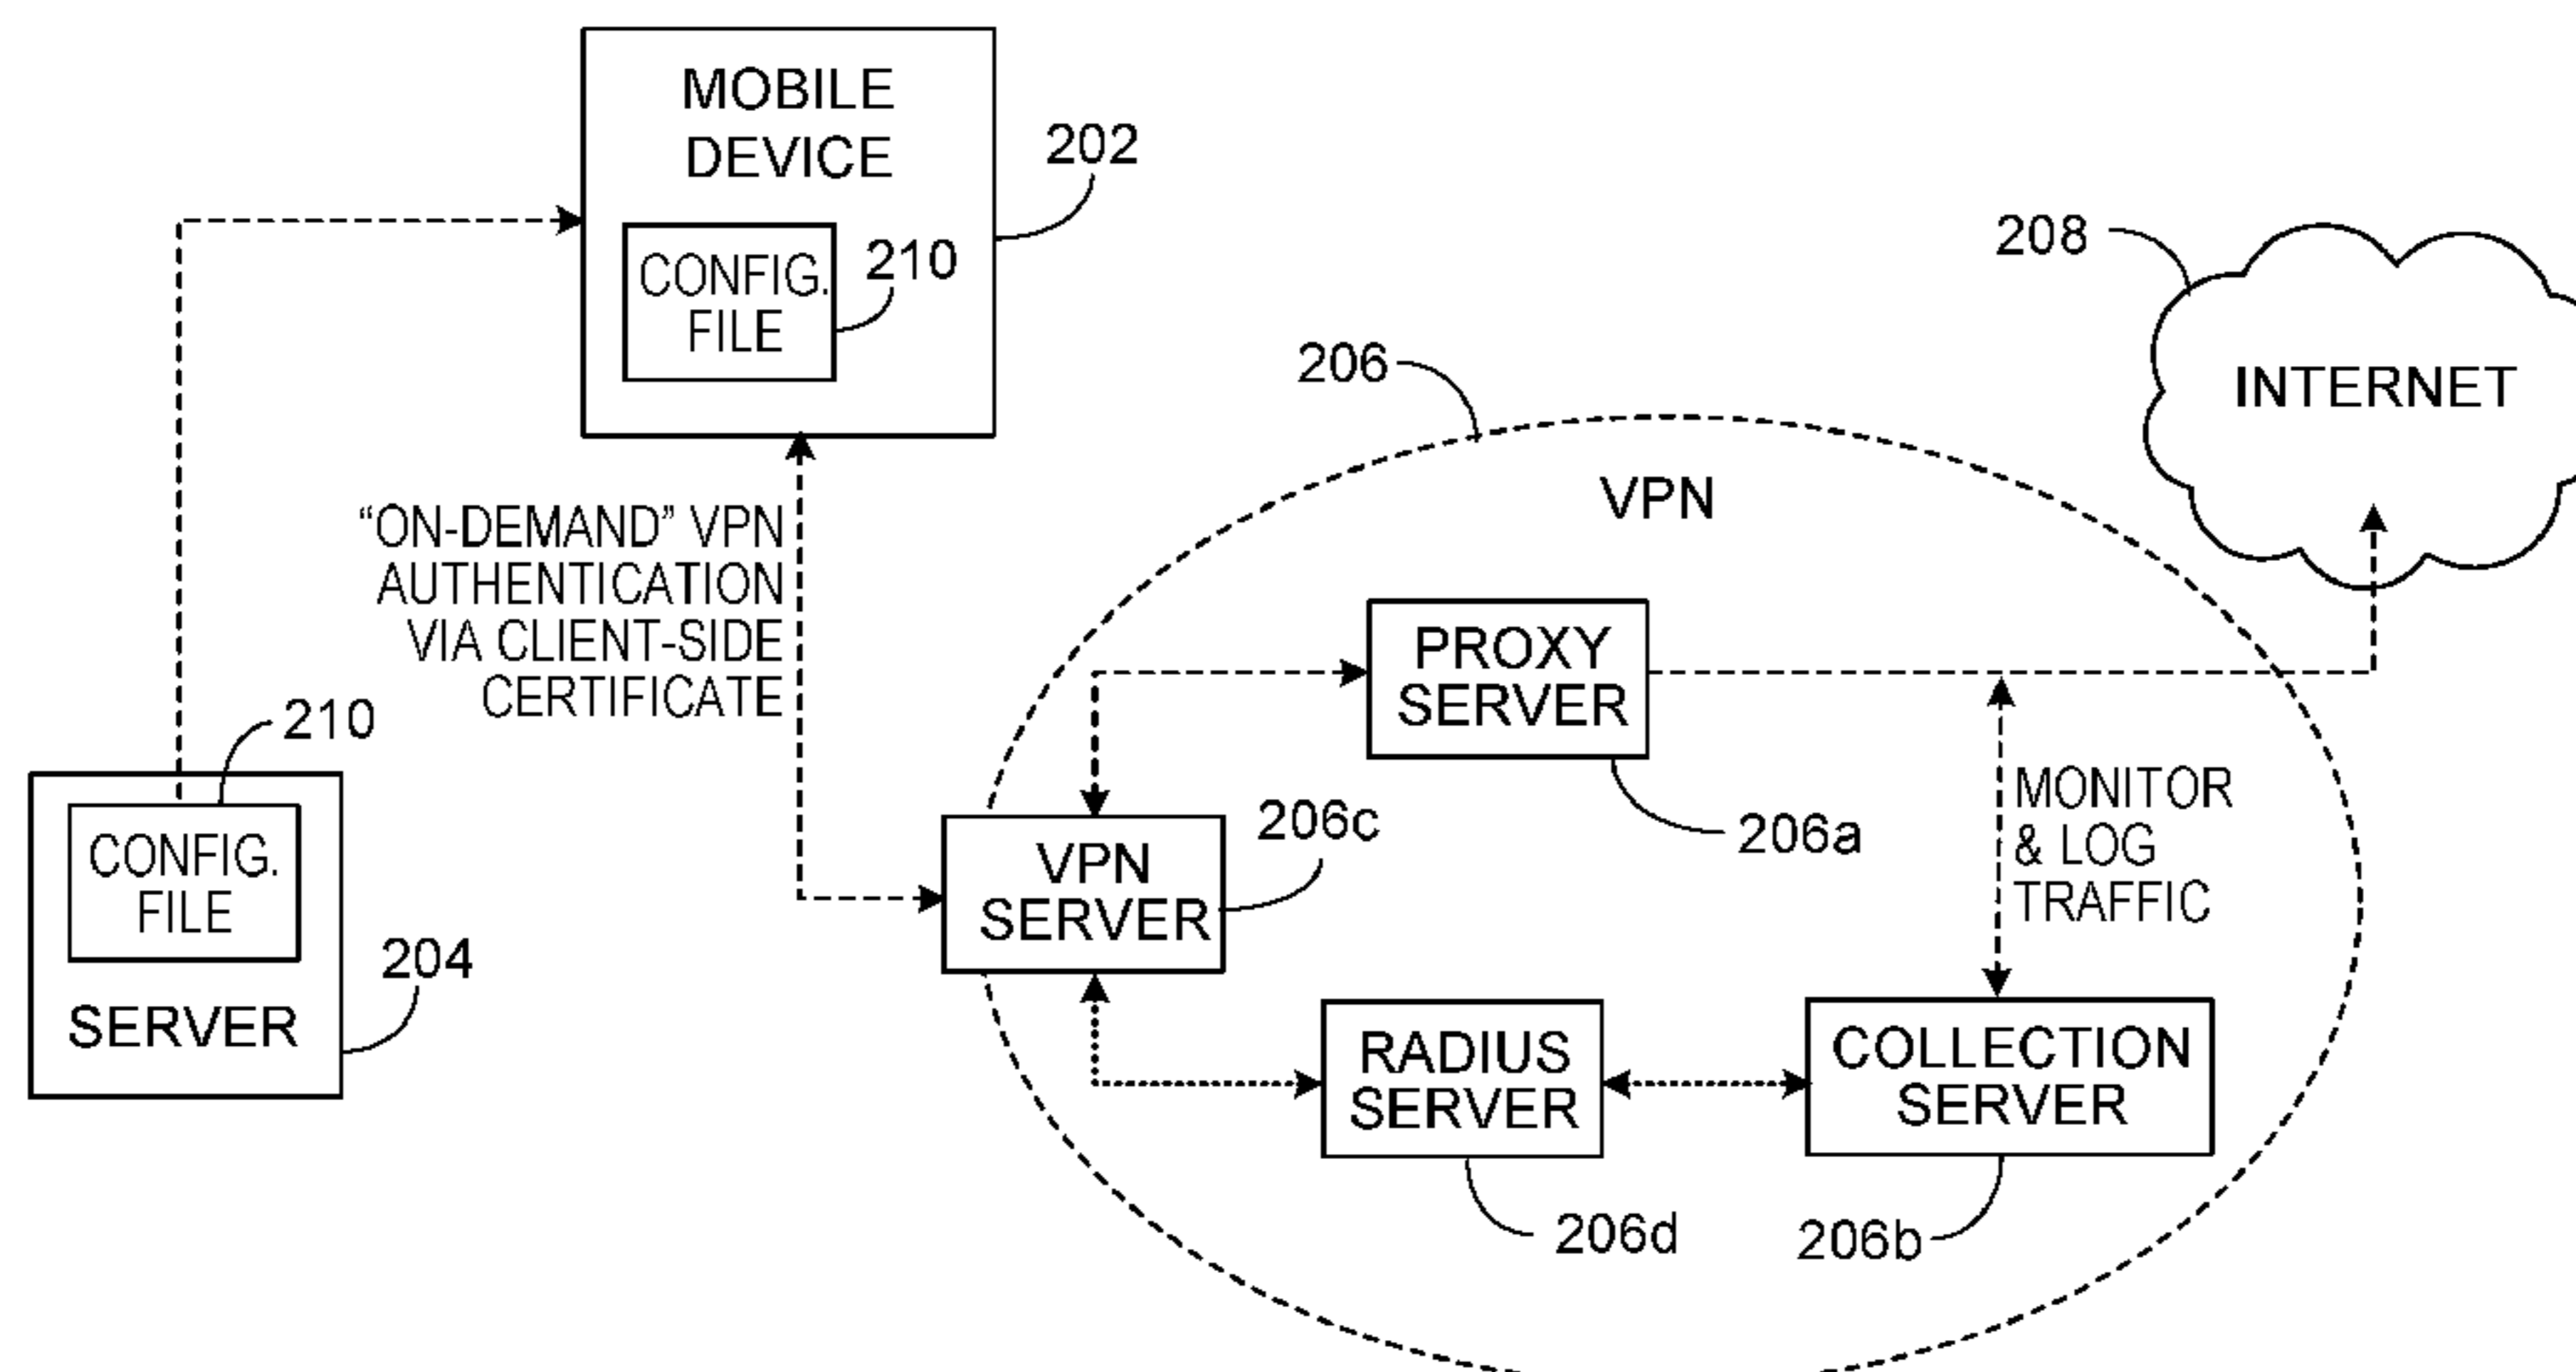 MOBILE
DEVICE
202
CONFIG.
FILE
210
208
INTERNET
206
VPN
“ON-DEMAND” VPN
AUTHENTICATION
VIA CLIENT-SIDE
CERTIFICATE
210
CONFIG.
FILE
SERVER
204
PROXY
SERVER
206a
VPN
SERVER
206c
MONITOR
& LOG
TRAFFIC
RADIUS
SERVER
206d
COLLECTION
SERVER
206b